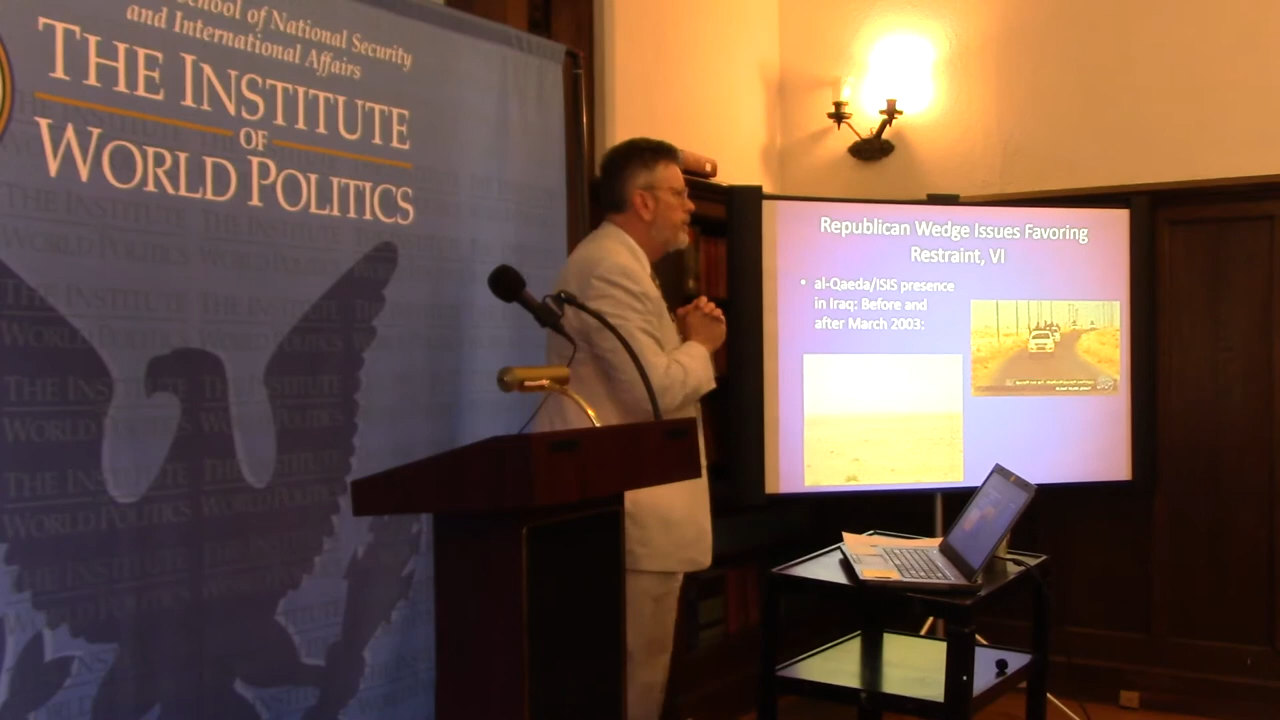 School of National Security
and International Affairs
THE INSTITUTE
OF
WORLD POLITICS
Republican Wedge Issues Favoring
Restraint, VI
• al-Qaeda/ISIS presence
in Iraq: Before and
after March 2003: